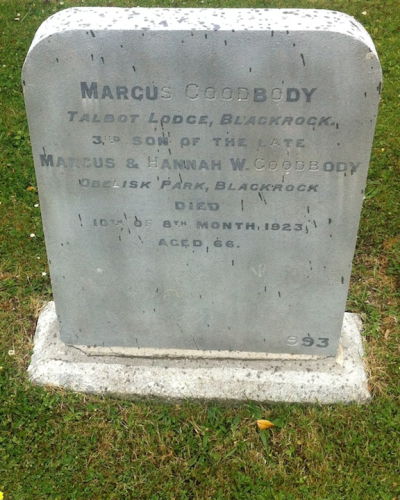 MARCUS GOODBODY
TALBOT LODGE, BLACKROCK.
3RD SON OF THE LATE
MARCUS & HANNAH W. GOODBODY
OBELISK PARK, BLACKROCK
DIED
10TH OF 8TH MONTH, 1923,
AGED 66.
993